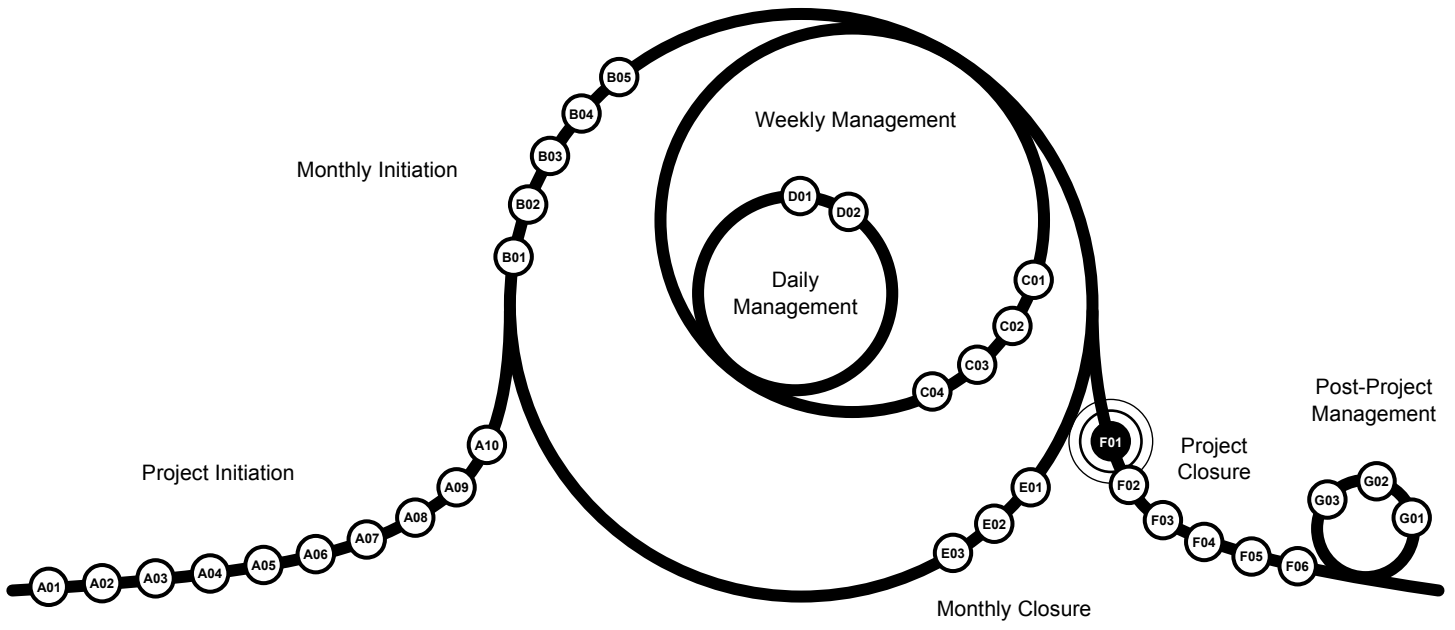 Monthly Initiation
B01
B02
B03
B04
B05
Weekly Management
D01
D02
Daily
Management
C01
C02
C03
C04
Project Initiation
A01
A02
A03
A04
A05
A06
A07
A08
A09
A10
E01
E02
E03
Monthly Closure
F01
F02
F03
F04
F05
F06
Project
Closure
Post-Project
Management
G03
G02
G01